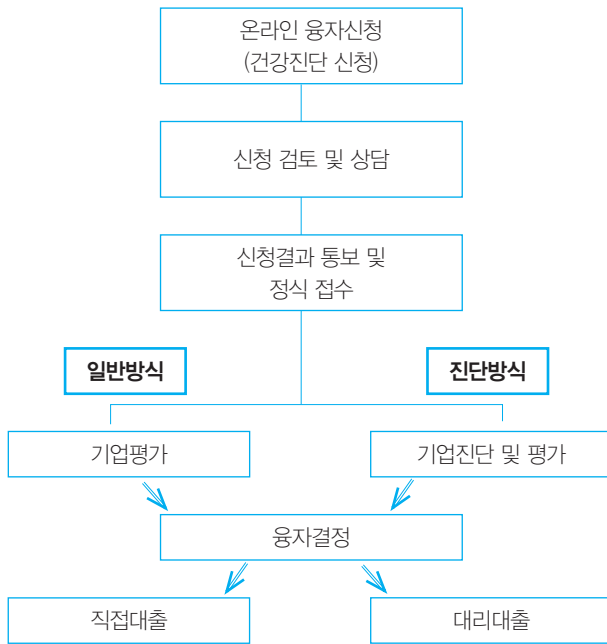 온라인 융자신청
(건강진단 신청)
신청 검토 및 상담
신청결과 통보 및
정식 접수
일반방식
진단방식
기업평가
기업진단 및 평가
융자결정
직접대출
대리대출